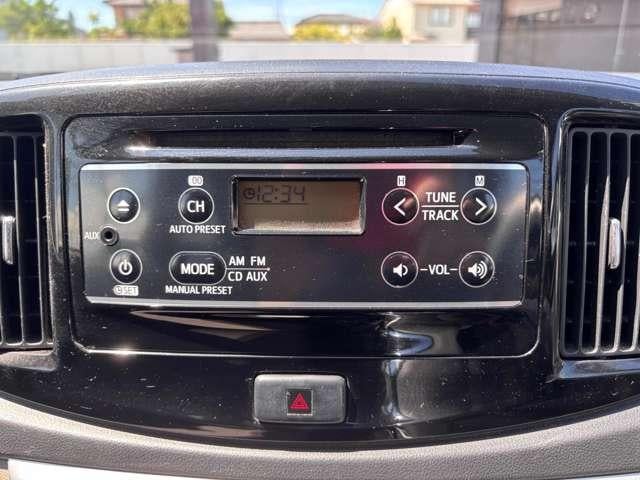 12:34
H
M
CH
TUNE
TRACK
AUTO PRESET
AUX
MODE
AM FM
CD AUX
VOL
SET
MANUAL PRESET